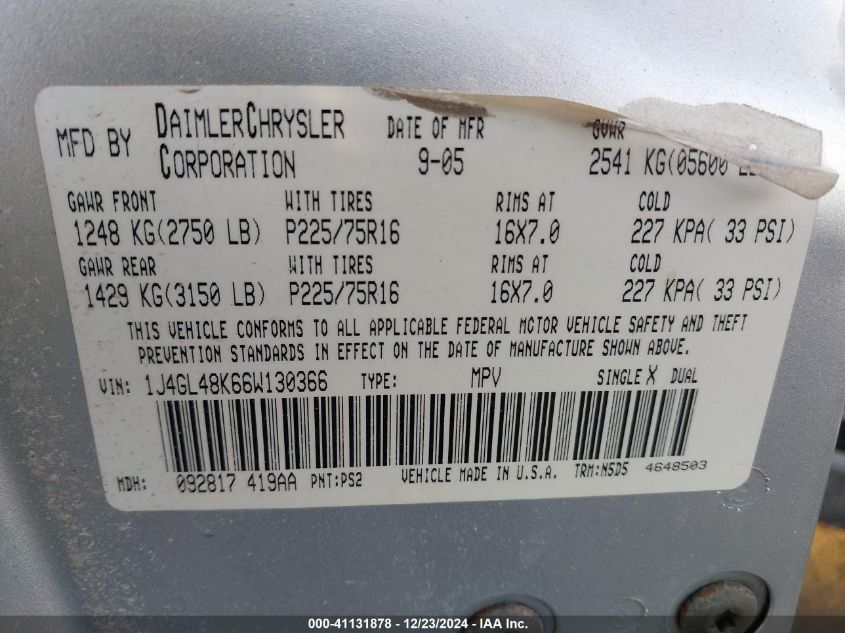 MFD BY DAIMLERCHRYSLER CORPORATION
DATE OF MFR 9-05
GVWR 2541 KG(05600
GAWR FRONT WITH TIRES RIMS AT COLD
1248 KG(2750 LB) P225/75R16 16X7.0 227 KPA( 33 PSI)
GAWR REAR WITH TIRES RIMS AT COLD
1429 KG(3150 LB) P225/75R16 16X7.0 227 KPA( 33 PSI)
THIS VEHICLE CONFORMS TO ALL APPLICABLE FEDERAL MOTOR VEHICLE SAFETY AND THEFT
PREVENTION STANDARDS IN EFFECT ON THE DATE OF MANUFACTURE SHOWN ABOVE.
VIN: 1J4GL48K66W130366 TYPE: MPV SINGLE X DUAL
MDH: 092817 419AA PNT:PS2 VEHICLE MADE IN U.S.A. TRM:N5D5 4648503
000-41131878 • 12/23/2024 • IAA Inc.